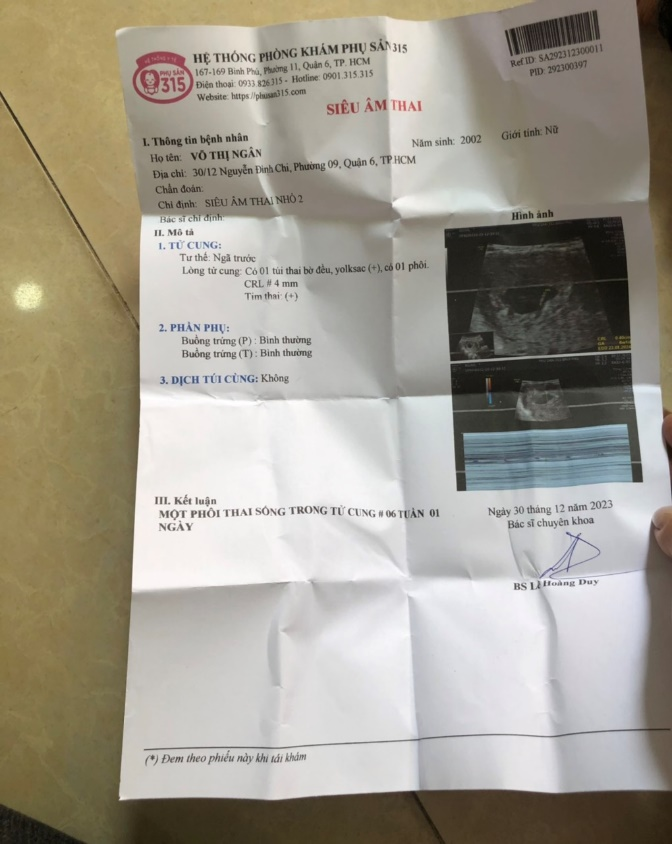 HỆ THỐNG Y TẾ
PHỤ SẢN
315
HỆ THỐNG PHÒNG KHÁM PHỤ SẢN 315
167-169 Bình Phú, Phường 11, Quận 6, TP. HCM
Điện thoại: 0933.826315 - Hotline: 0901.315.315
Website: https://phusan315.com
Ref.ID: SA292312300011
PID: 292300397
SIÊU ÂM THAI
I. Thông tin bệnh nhân
Họ tên: VÕ THỊ NGÂN Năm sinh: 2002 Giới tính: Nữ
Địa chỉ: 30/12 Nguyễn Đình Chi, Phường 09, Quận 6, TP.HCM
Chẩn đoán:
Chỉ định: SIÊU ÂM THAI NHỎ 2
Bác sĩ chỉ định:
Hình ảnh
II. Mô tả
1. TỬ CUNG:
Tư thế: Ngã trước
Lòng tử cung: Có 01 túi thai bờ đều, yolksac (+), có 01 phôi.
CRL # 4 mm
Tim thai: (+)
2. PHẦN PHỤ:
Buồng trứng (P) : Bình thường
Buồng trứng (T) : Bình thường
3. DỊCH TÚI CÙNG: Không
III. Kết luận
MỘT PHÔI THAI SỐNG TRONG TỬ CUNG # 06 TUẦN 01
NGÀY
Ngày 30 tháng 12 năm 2023
Bác sĩ chuyên khoa
BS Lê Hoàng Duy
(*) Đem theo phiếu này khi tái khám